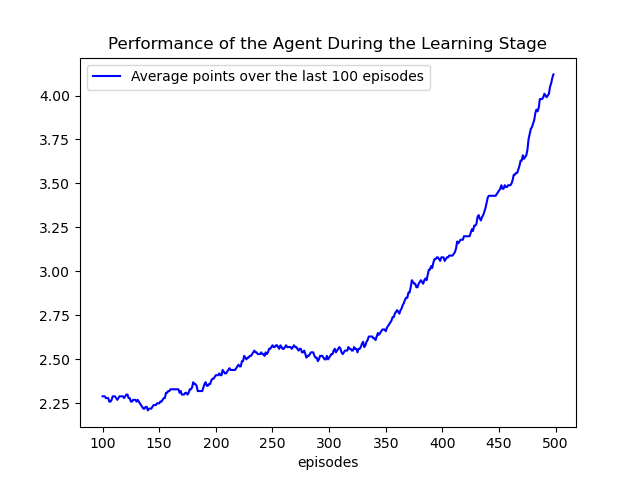 Performance of the Agent During the Learning Stage
Average points over the last 100 episodes
4.00
3.75
3.50
3.25
3.00
2.75
2.50
2.25
100 150 200 250 300 350 400 450 500
episodes